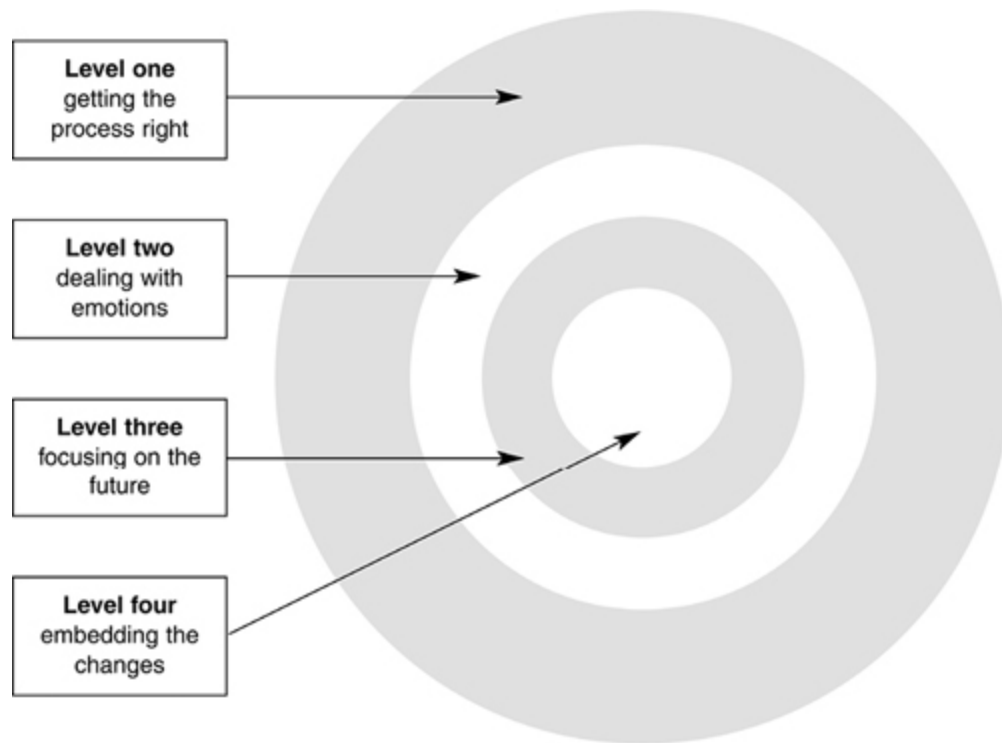 Level one
getting the
process right
Level two
dealing with
emotions
Level three
focusing on the
future
Level four
embedding the
changes